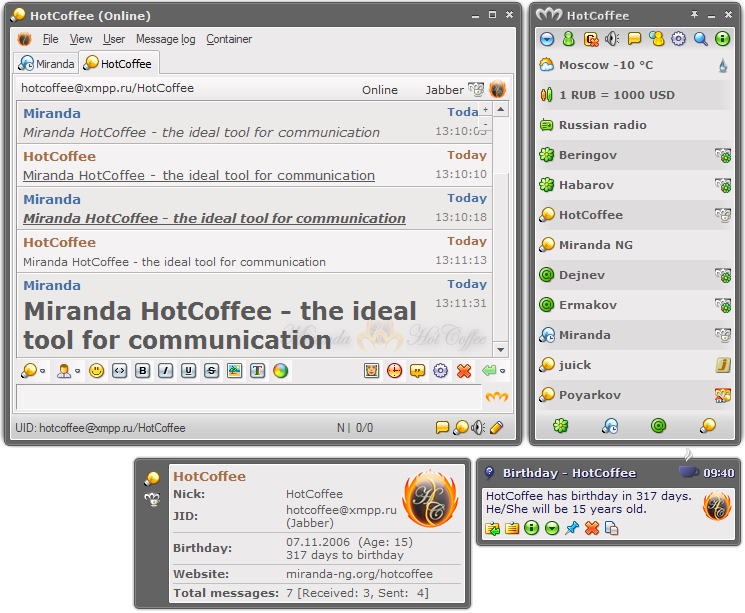 HotCoffee (Online)
File View User Message log Container
Miranda HotCoffee
hotcoffee@xmpp.ru/HotCoffee Online Jabber
Miranda Today
Miranda HotCoffee - the ideal tool for communication 13:10:03
HotCoffee Today
Miranda HotCoffee - the ideal tool for communication 13:10:10
Miranda Today
Miranda HotCoffee - the ideal tool for communication 13:10:18
HotCoffee Today
Miranda HotCoffee - the ideal tool for communication 13:11:13
Miranda Today
Miranda HotCoffee - the ideal 13:11:31
tool for communication
Miranda HotCoffee
UID: hotcoffee@xmpp.ru/HotCoffee N | 0/0
HotCoffee
Moscow -10 °C
1 RUB = 1000 USD
Russian radio
Beringov
Habarov
HotCoffee
Miranda NG
Dejnev
Ermakov
Miranda
juick
Poyarkov
HotCoffee
Nick: HotCoffee
JID: hotcoffee@xmpp.ru
(Jabber)
Birthday: 07.11.2006 (Age: 15)
317 days to birthday
Website: miranda-ng.org/hotcoffee
Total messages: 7 [Received: 3, Sent: 4]
Birthday - HotCoffee 09:40
HotCoffee has birthday in 317 days.
He/She will be 15 years old.